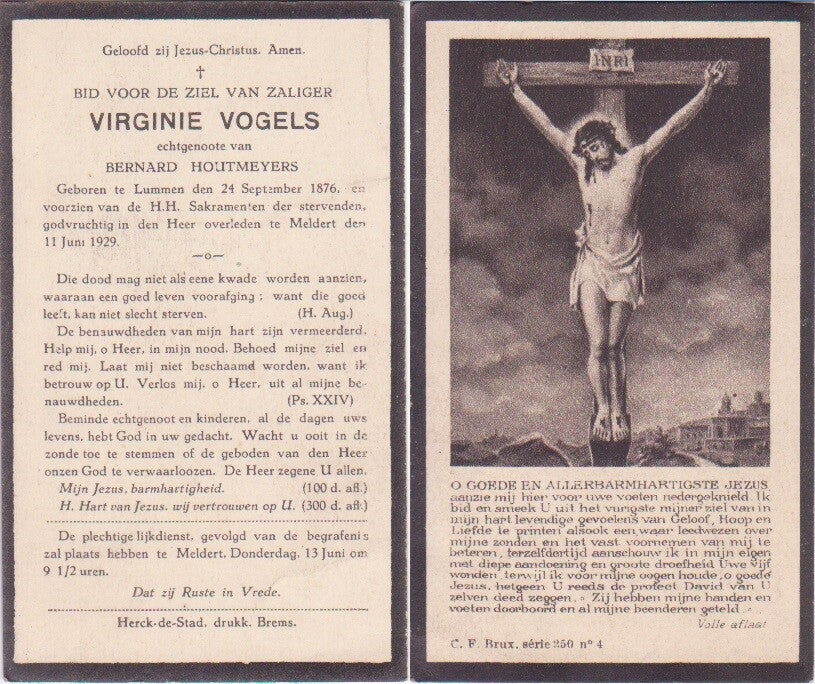 Geloofd zij Jezus-Christus. Amen.
✝
BID VOOR DE ZIEL VAN ZALIGER
VIRGINIE VOGELS
echtgenoote van
BERNARD HOUTMEYERS
Geboren te Lummen den 24 September 1876, en
voorzien van de H.H. Sakramenten der stervenden,
godvruchtig in den Heer overleden te Meldert den
11 Juni 1929.
—o—
Die dood mag niet als eene kwade worden aanzien,
waaraan een goed leven voorafging ; want die goed
leeft, kan niet slecht sterven. (H. Aug.)
De benauwdheden van mijn hart zijn vermeerderd.
Help mij, o Heer, in mijn nood. Behoed mijne ziel en
red mij. Laat mij niet beschaamd worden, want ik
betrouw op U. Verlos mij, o Heer, uit al mijne be-
nauwdheden. (Ps. XXIV)
Beminde echtgenoot en kinderen, al de dagen uws
levens, hebt God in uw gedacht. Wacht u ooit in de
zonde toe te stemmen of de geboden van den Heer
onzen God te verwaarloozen. De Heer zegene U allen.
Mijn Jezus, barmhartigheid. (100 d. afl.)
H. Hart van Jezus, wij vertrouwen op U. (300 d. afl.)
De plechtige lijkdienst, gevolgd van de begrafenis
zal plaats hebben te Meldert, Donderdag, 13 Juni om
9 1/2 uren.
Dat zij Ruste in Vrede.
Herck-de-Stad, drukk. Brems.
INRI
O GOEDE EN ALLERBARMHARTIGSTE JEZUS
aanzie mij hier voor uwe voeten nedergeknield. Ik
bid en smeek U uit het vurigste mijner ziel van in
mijn hart levendige gevoelens van Geloof, Hoop en
Liefde te printen alsook een waar leedwezen over
mijne zonden en het vast voornemen van mij te
beteren, terzelfdertijd aanschouw ik in mijn eigen
met diepe aandoening en groote droefheid Uwe vijf
wonden, terwijl ik voor mijne oogen houde, o goede
Jezus, hetgeen U reeds de profeet David van U
zelven deed zeggen. " Zij hebben mijne handen en
voeten doorboord en al mijne beenderen geteld „
Volle aflaat
C. F. Brux. série 250 n° 4